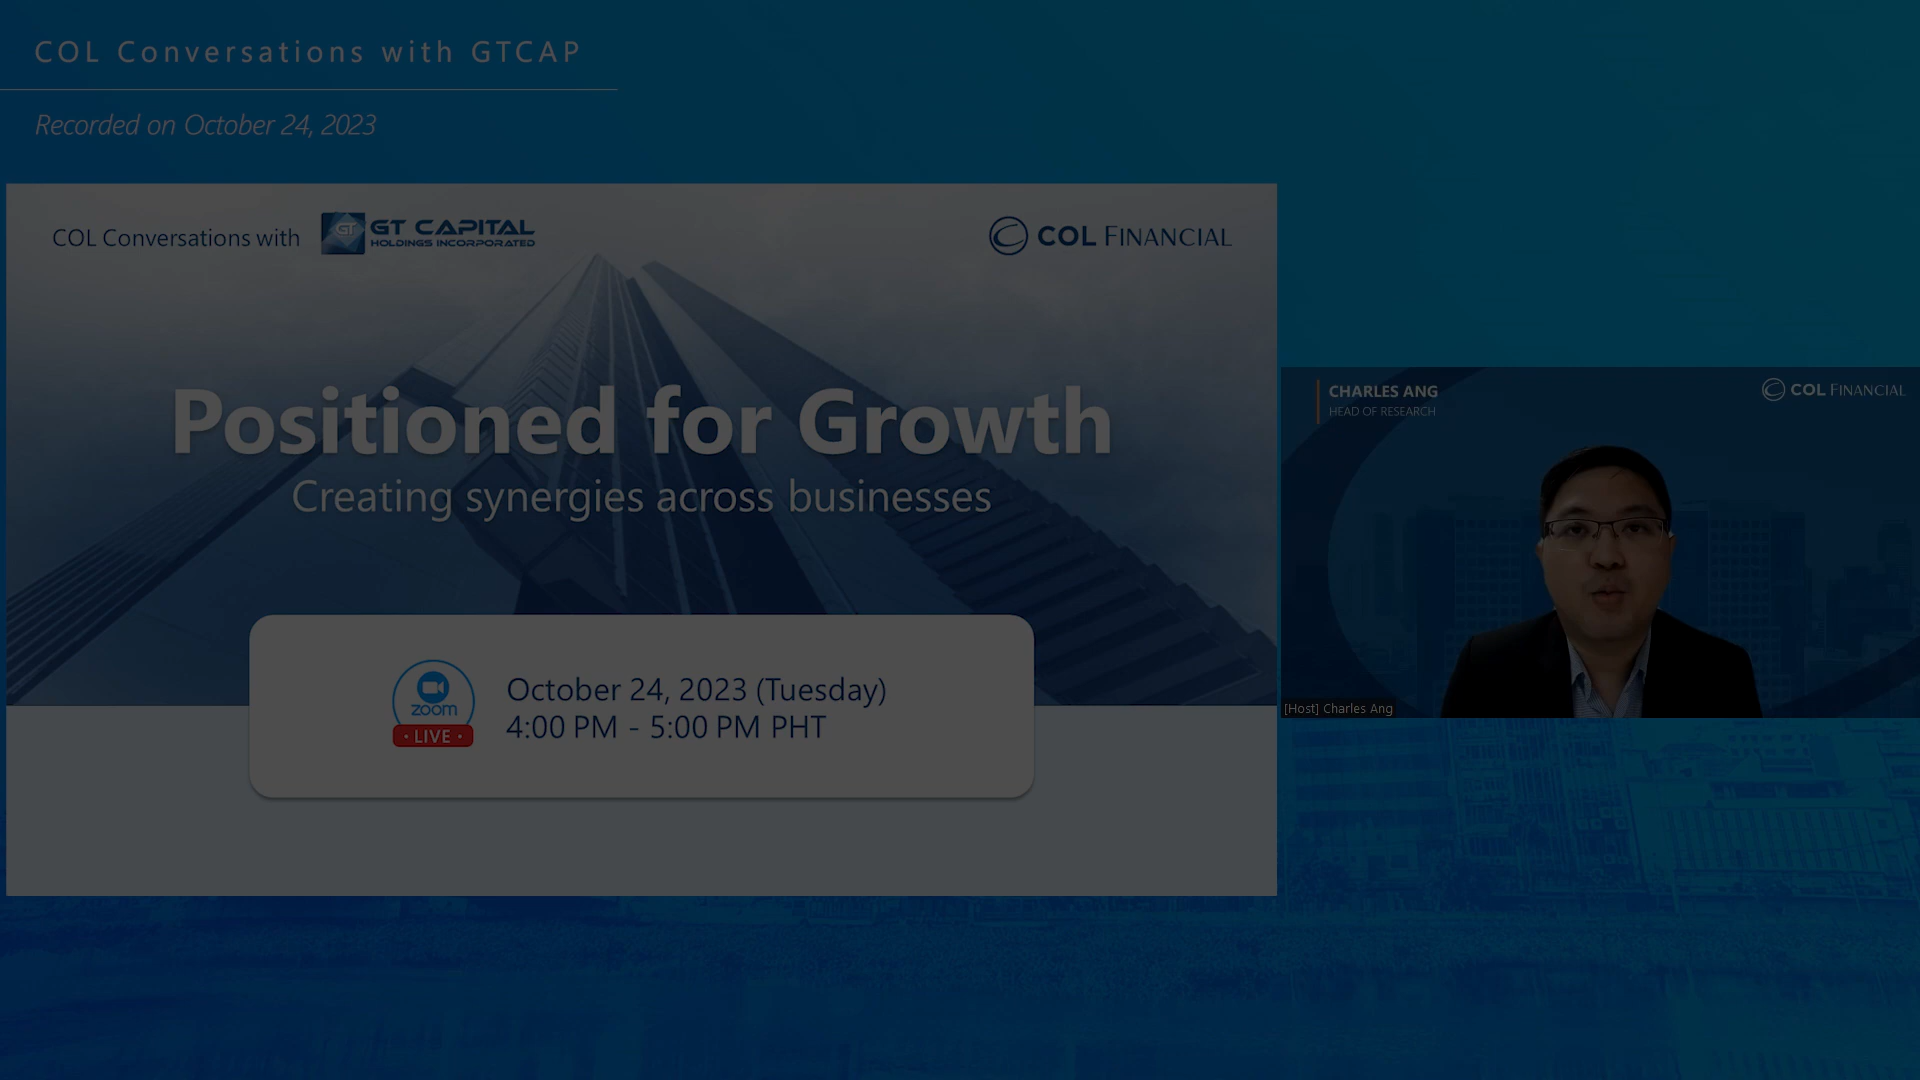 COL Conversations with GTCAP
Recorded on October 24, 2023
COL Conversations with
GT
GT CAPITAL
HOLDINGS INCORPORATED
COL FINANCIAL
Positioned for Growth
Creating synergies across businesses
zoom
• LIVE •
October 24, 2023 (Tuesday)
4:00 PM - 5:00 PM PHT
CHARLES ANG
HEAD OF RESEARCH
COL FINANCIAL
[Host] Charles Ang